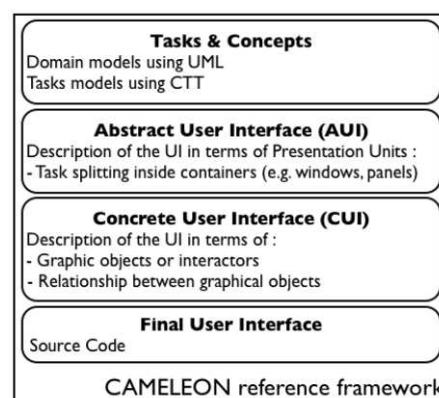 Tasks & Concepts
Domain models using UML
Tasks models using CTT
Abstract User Interface (AUI)
Description of the UI in terms of Presentation Units :
- Task splitting inside containers (e.g. windows, panels)
Concrete User Interface (CUI)
Description of the UI in terms of :
- Graphic objects or interactors
- Relationship between graphical objects
Final User Interface
Source Code
CAMELEON reference framework